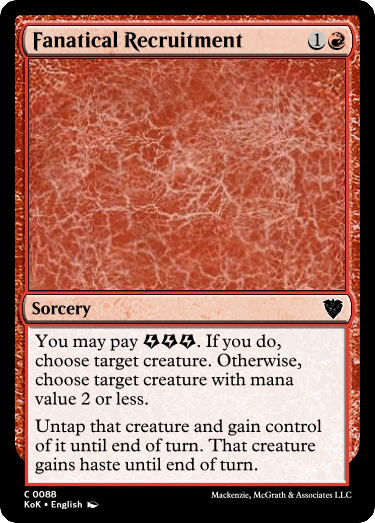 Fanatical Recruitment 1
Sorcery
You may pay . If you do,
choose target creature. Otherwise,
choose target creature with mana
value 2 or less.
Untap that creature and gain control
of it until end of turn. That creature
gains haste until end of turn.
C 0088
KoK • English
Mackenzie, McGrath & Associates LLC